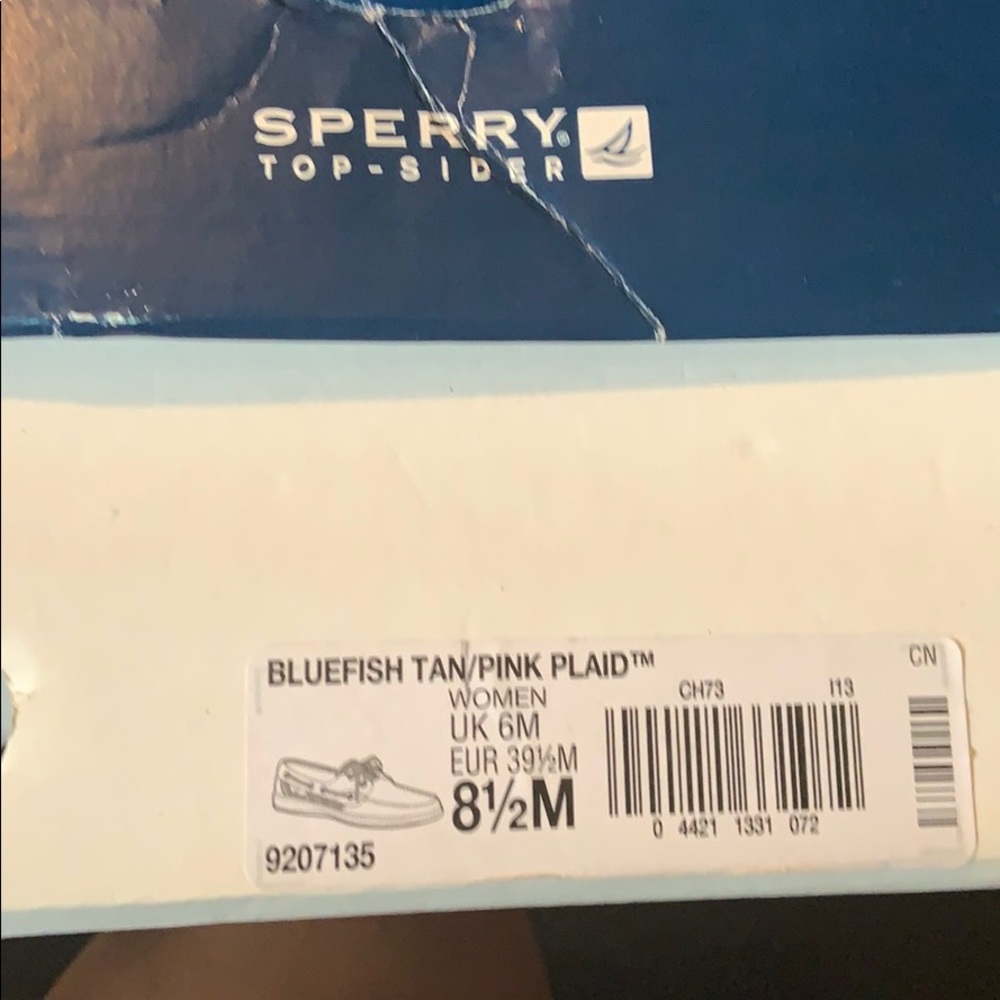 SPERRY®
TOP-SIDER
BLUEFISH TAN/PINK PLAID™
CN
WOMEN
CH73 I13
UK 6M
EUR 39½M
8½M
0 4421 1331 072
9207135